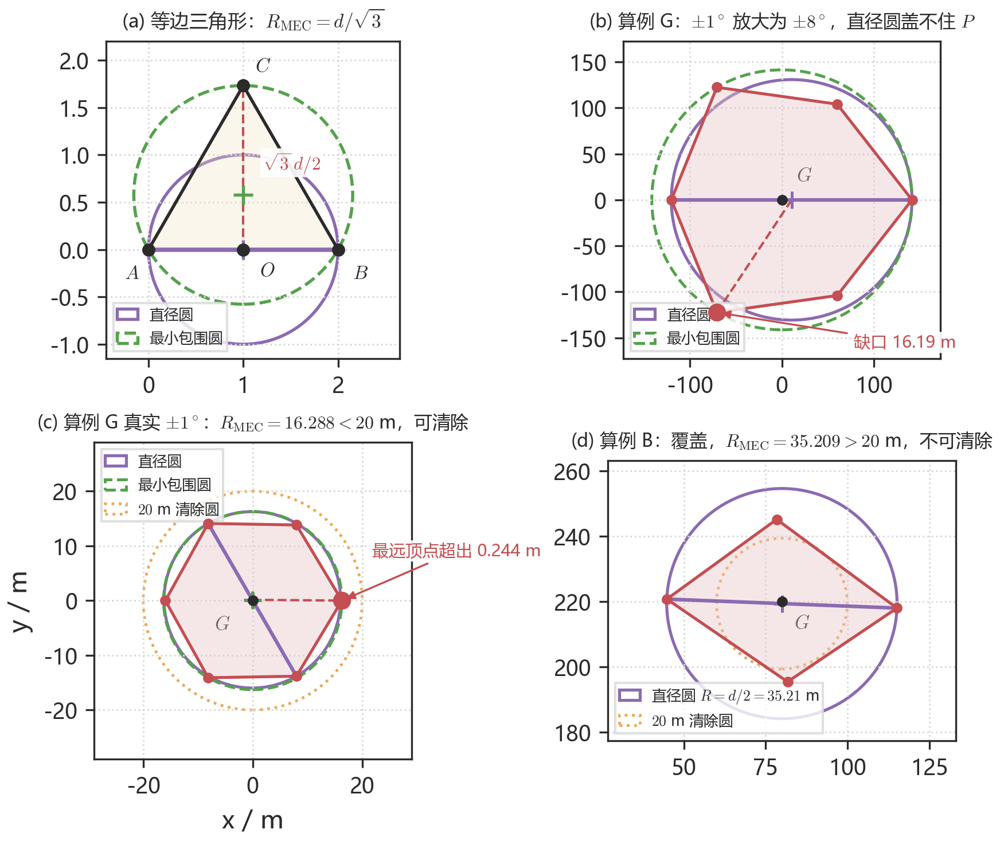 (a) 等边三角形：R_MEC = d/√3
2.0
1.5
1.0
0.5
0.0
-0.5
-1.0
C
√3 d/2
A
O
B
直径圆
最小包围圆
0
1
2
(b) 算例 G：±1° 放大为 ±8°，直径圆盖不住 P
150
100
50
0
-50
-100
-150
G
直径圆
最小包围圆
缺口 16.19 m
-100
0
100
(c) 算例 G 真实 ±1°：R_MEC = 16.288 < 20 m，可清除
直径圆
最小包围圆
20 m 清除圆
20
10
0
-10
-20
最远顶点超出 0.244 m
G
y / m
-20
0
20
x / m
(d) 算例 B：覆盖，R_MEC = 35.209 > 20 m，不可清除
260
240
220
200
180
G
直径圆 R = d/2 = 35.21 m
20 m 清除圆
50
75
100
125